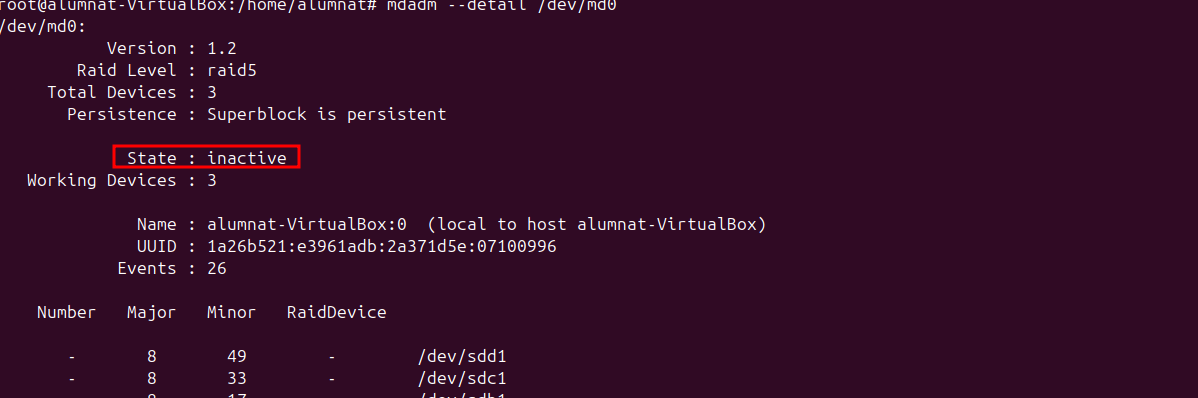 root@alumnat-VirtualBox:/home/alumnat# mdadm --detail /dev/md0
/dev/md0:
Version : 1.2
Raid Level : raid5
Total Devices : 3
Persistence : Superblock is persistent
State : inactive
Working Devices : 3
Name : alumnat-VirtualBox:0  (local to host alumnat-VirtualBox)
UUID : 1a26b521:e3961adb:2a371d5e:07100996
Events : 26
Number   Major   Minor   RaidDevice
-       8       49        -        /dev/sdd1
-       8       33        -        /dev/sdc1
-       8       17        -        /dev/sdb1